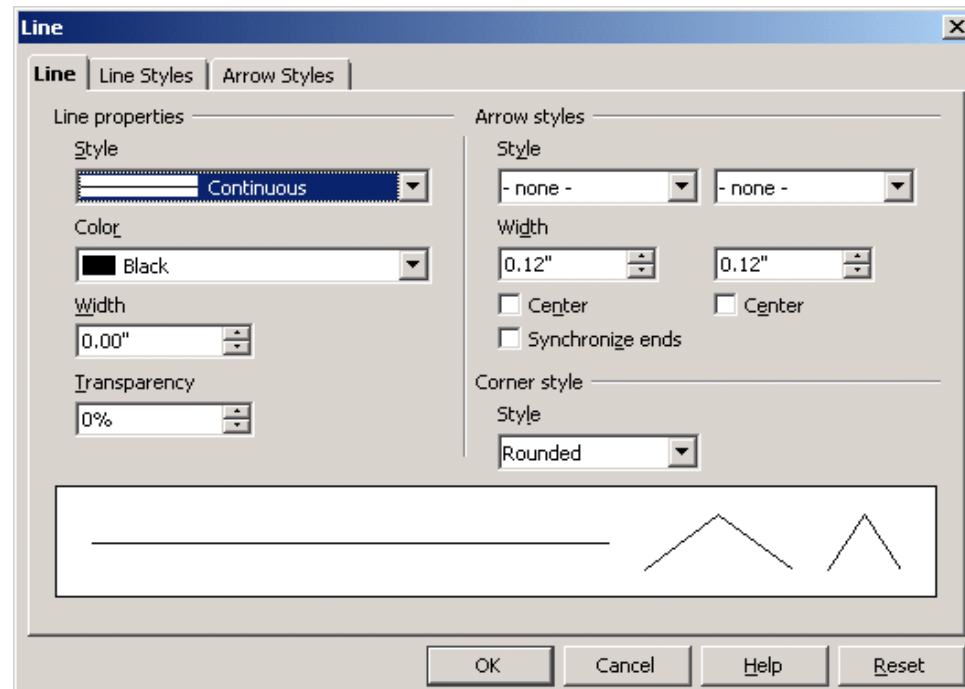 Line
Line Line Styles Arrow Styles
Line properties
Style
Continuous
Color
Black
Width
0.00"
Transparency
0%
Arrow styles
Style
- none - - none -
Width
0.12" 0.12"
Center Center
Synchronize ends
Corner style
Style
Rounded
OK Cancel Help Reset